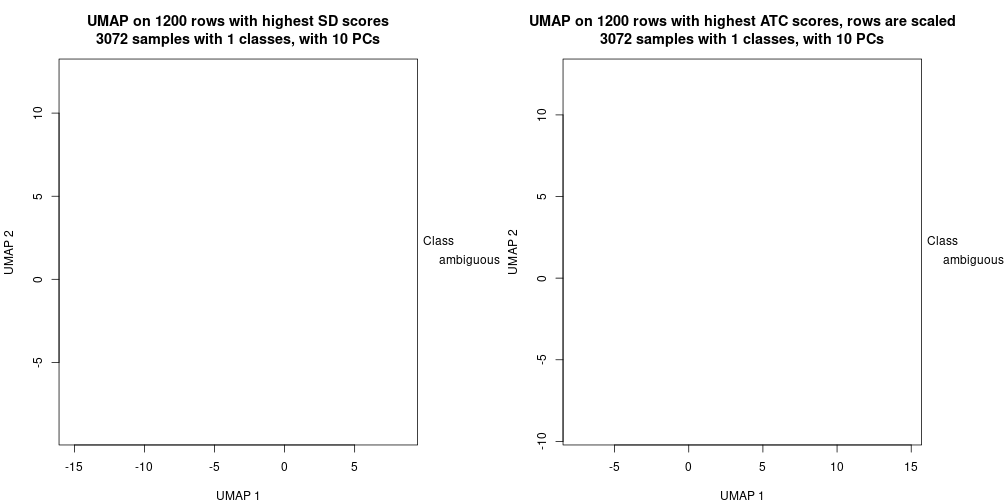 UMAP on 1200 rows with highest SD scores
3072 samples with 1 classes, with 10 PCs
10
5
0
-5
UMAP 2
-15
-10
-5
0
5
UMAP 1
Class
ambiguous
UMAP on 1200 rows with highest ATC scores, rows are scaled
3072 samples with 1 classes, with 10 PCs
10
5
0
-5
-10
UMAP 2
-5
0
5
10
15
UMAP 1
Class
ambiguous